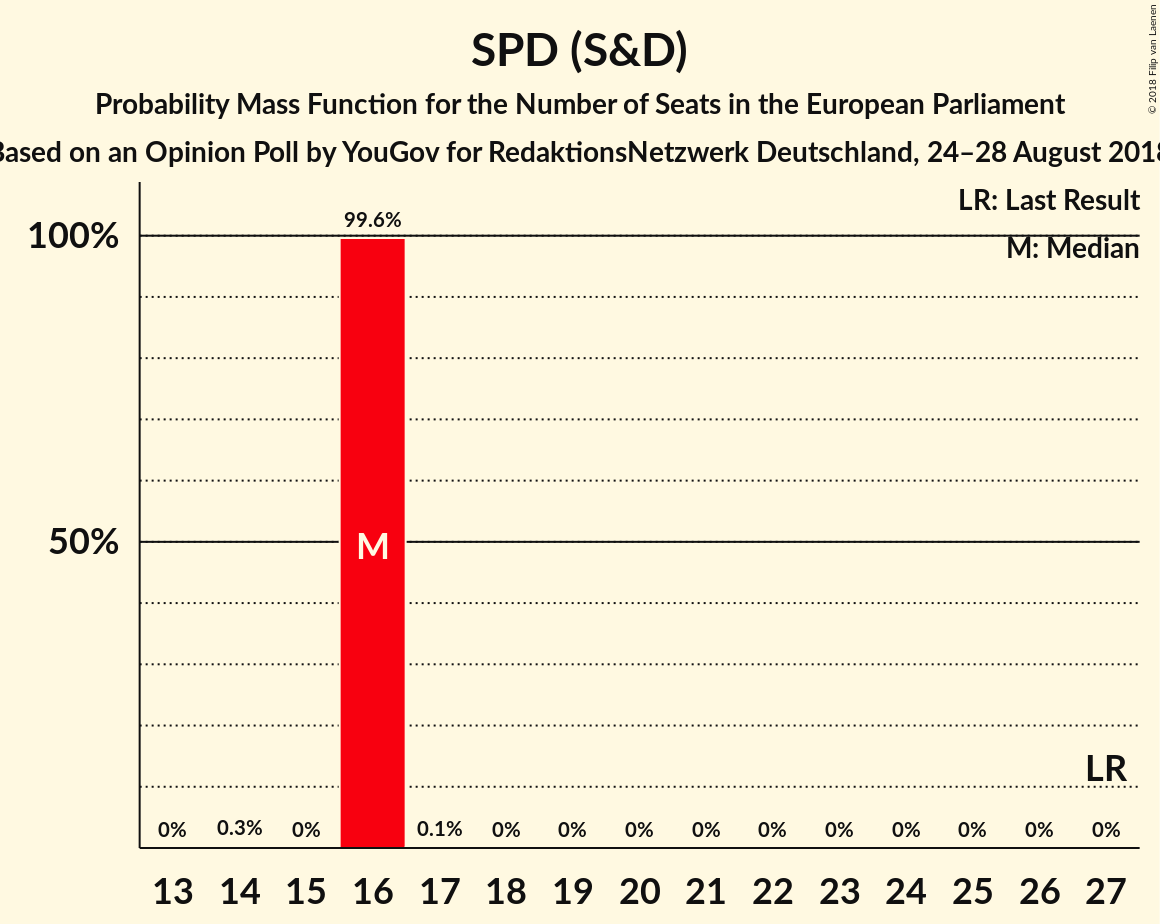 SPD (S&D)
Probability Mass Function for the Number of Seats in the European Parliament
Based on an Opinion Poll by YouGov for RedaktionsNetzwerk Deutschland, 24–28 August 2018
© 2018 Filip van Laenen
LR: Last Result
M: Median
100%
50%
99.6%
M
LR
0% 0.3% 0% 0.1% 0% 0% 0% 0% 0% 0% 0% 0% 0% 0%
13 14 15 16 17 18 19 20 21 22 23 24 25 26 27